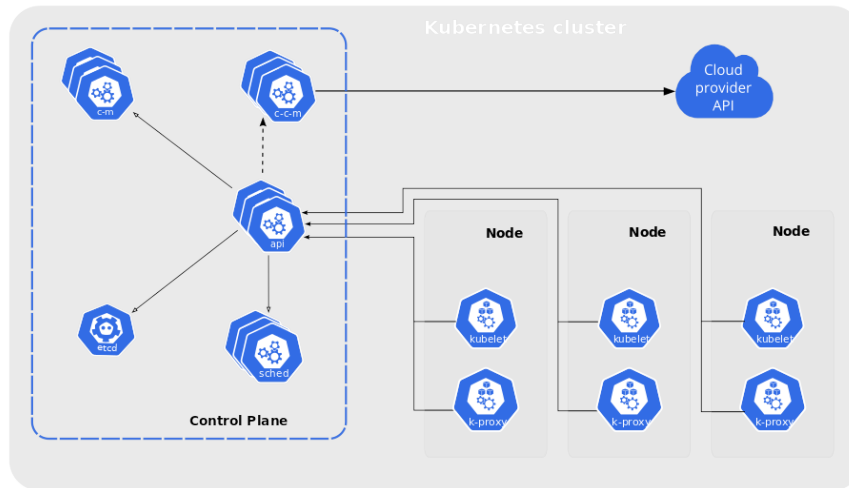 Kubernetes cluster
c-m
c-c-m
Cloud
provider
API
api
Node
Node
Node
etcd
sched
kubelet
kubelet
kubelet
k-proxy
k-proxy
k-proxy
Control Plane